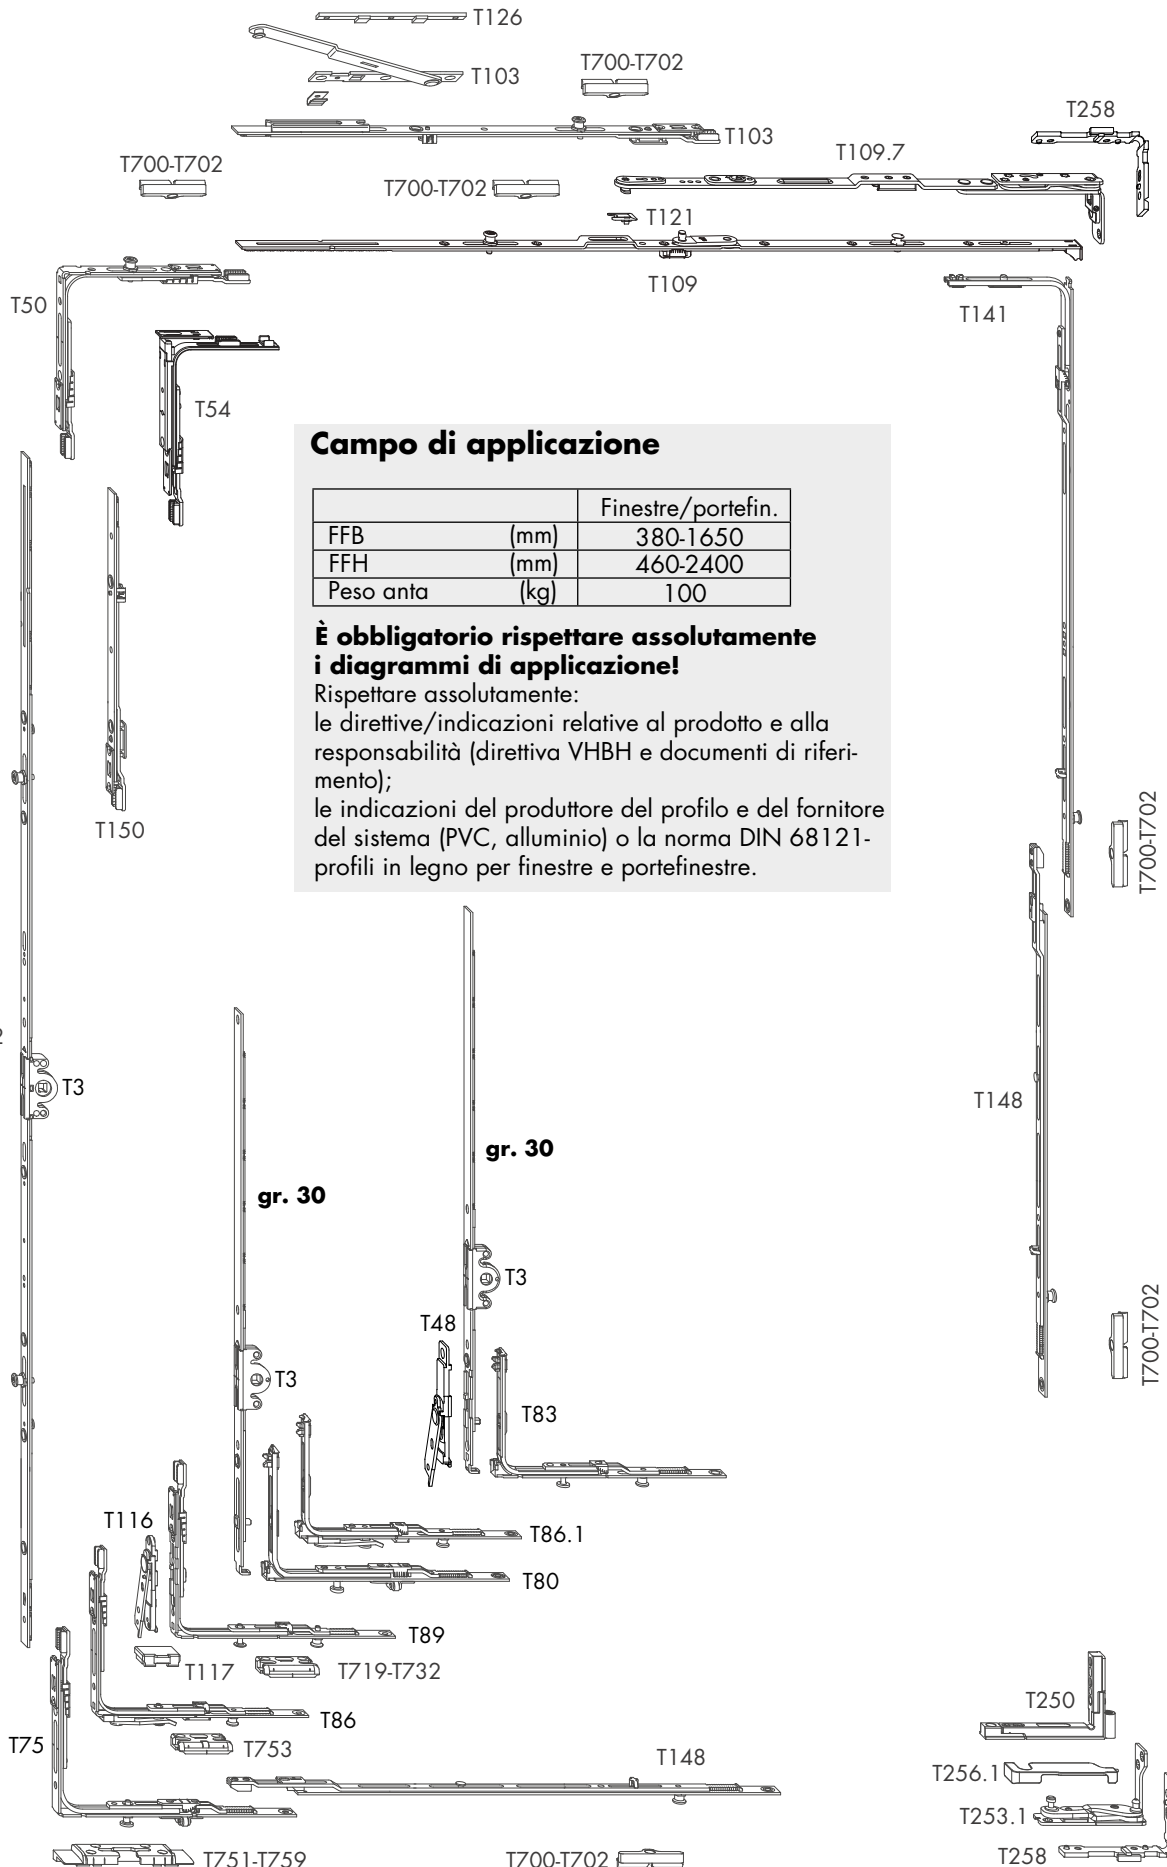 T126
T103
T700-T702
T103
T258
T109.7
T700-T702
T700-T702
T121
T109
T50
T141
T54
Campo di applicazione
Finestre/portefin.
FFB (mm) 380-1650
FFH (mm) 460-2400
Peso anta (kg) 100
È obbligatorio rispettare assolutamente
i diagrammi di applicazione!
Rispettare assolutamente:
le direttive/indicazioni relative al prodotto e alla
responsabilità (direttiva VHBH e documenti di riferi-
mento);
le indicazioni del produttore del profilo e del fornitore
del sistema (PVC, alluminio) o la norma DIN 68121-
profili in legno per finestre e portefinestre.
T150
T700-T702
T3
T148
gr. 30
gr. 30
T3
T48
T3
T700-T702
T83
T116
T86.1
T80
T89
T117
T719-T732
T86
T250
T75
T753
T148
T256.1
T253.1
T751-T759
T700-T702
T258